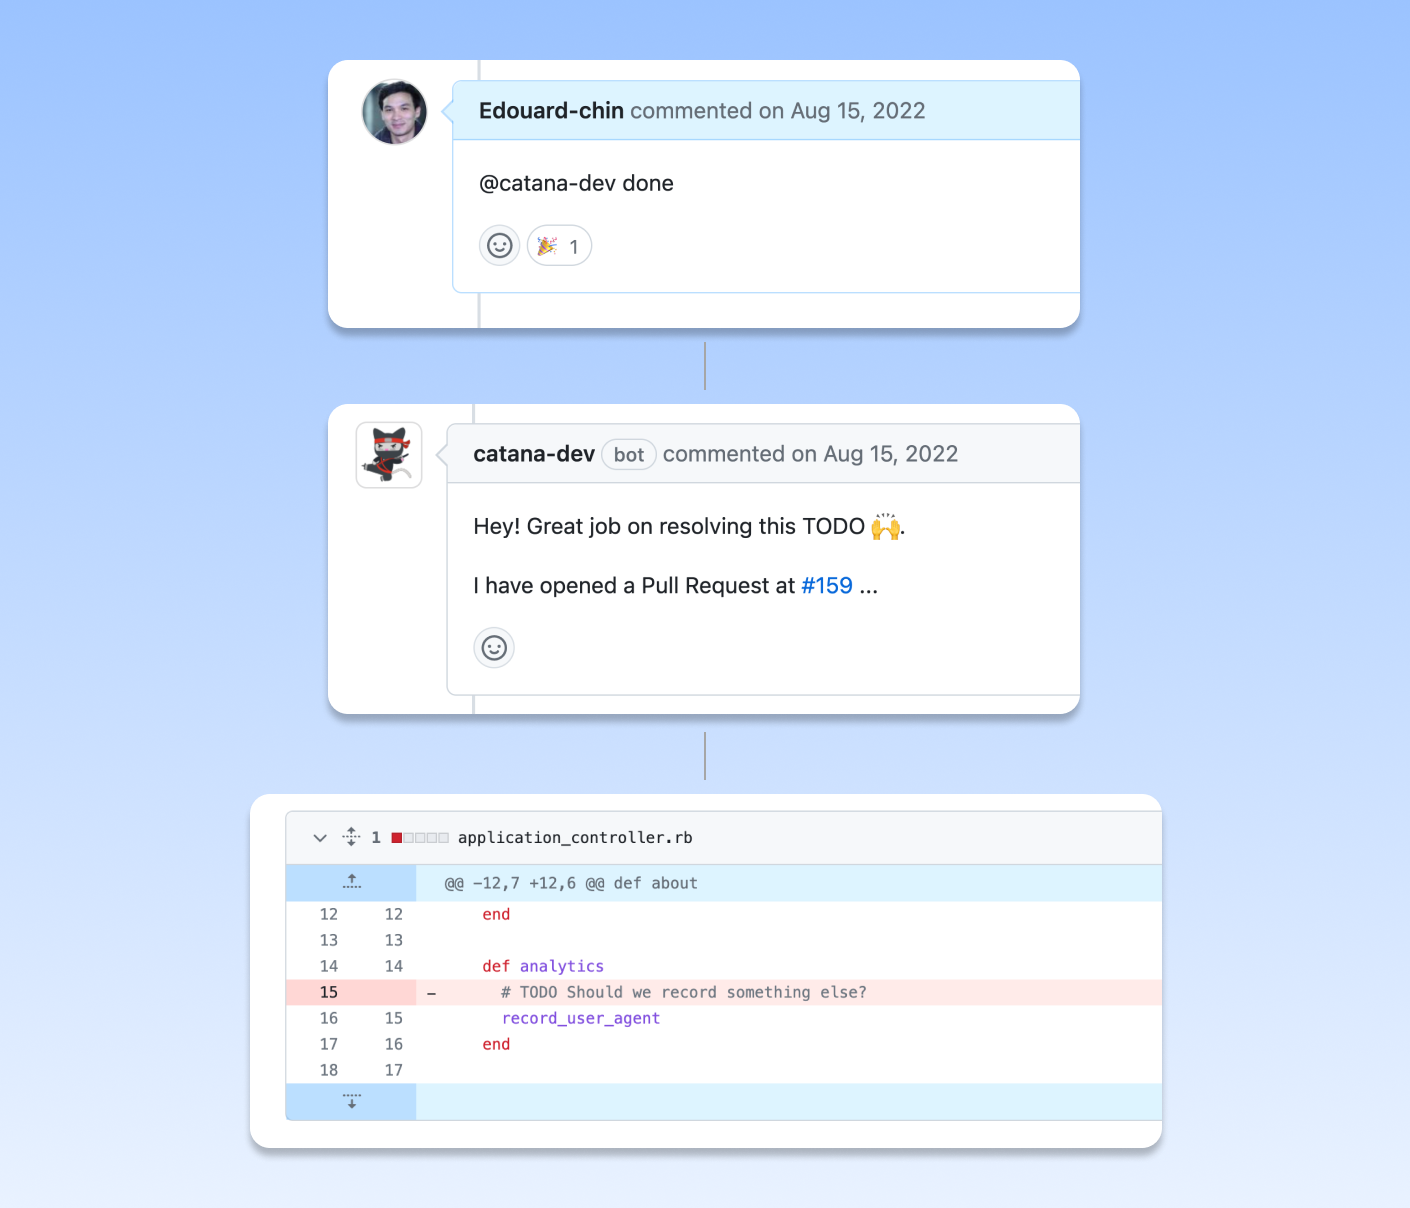 Edouard-chin commented on Aug 15, 2022
@catana-dev done
🎉 1
catana-dev bot commented on Aug 15, 2022
Hey! Great job on resolving this TODO 🙌.
I have opened a Pull Request at #159 ...
1 application_controller.rb
@@ -12,7 +12,6 @@ def about
12 12 end
13 13
14 14 def analytics
15 - # TODO Should we record something else?
16 15 record_user_agent
17 16 end
18 17